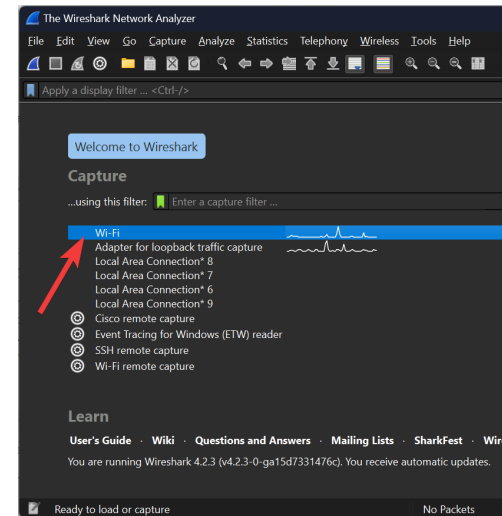 The Wireshark Network Analyzer
File Edit View Go Capture Analyze Statistics Telephony Wireless Tools Help
Apply a display filter ... <Ctrl-/>
Welcome to Wireshark
Capture
...using this filter: Enter a capture filter ...
Wi-Fi
Adapter for loopback traffic capture
Local Area Connection* 8
Local Area Connection* 7
Local Area Connection* 6
Local Area Connection* 9
Cisco remote capture
Event Tracing for Windows (ETW) reader
SSH remote capture
Wi-Fi remote capture
Learn
User's Guide · Wiki · Questions and Answers · Mailing Lists · SharkFest · Wir
You are running Wireshark 4.2.3 (v4.2.3-0-ga15d7331476c). You receive automatic updates.
Ready to load or capture No Packets